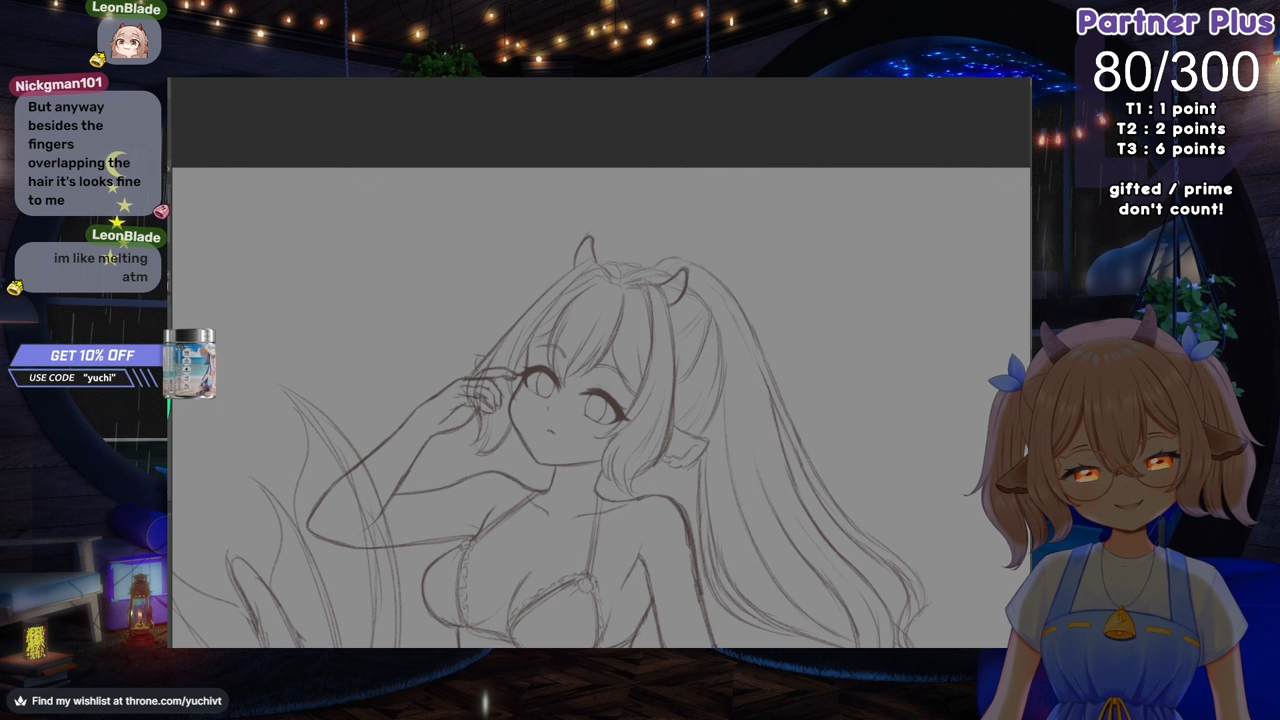 LeonBlade
Nickgman101
But anyway
besides the
fingers
overlapping the
hair it's looks fine
to me
LeonBlade
im like melting
atm
GET 10% OFF
USE CODE "yuchi"
Find my wishlist at throne.com/yuchivt
Partner Plus
80/300
T1 : 1 point
T2 : 2 points
T3 : 6 points
gifted / prime
don't count!